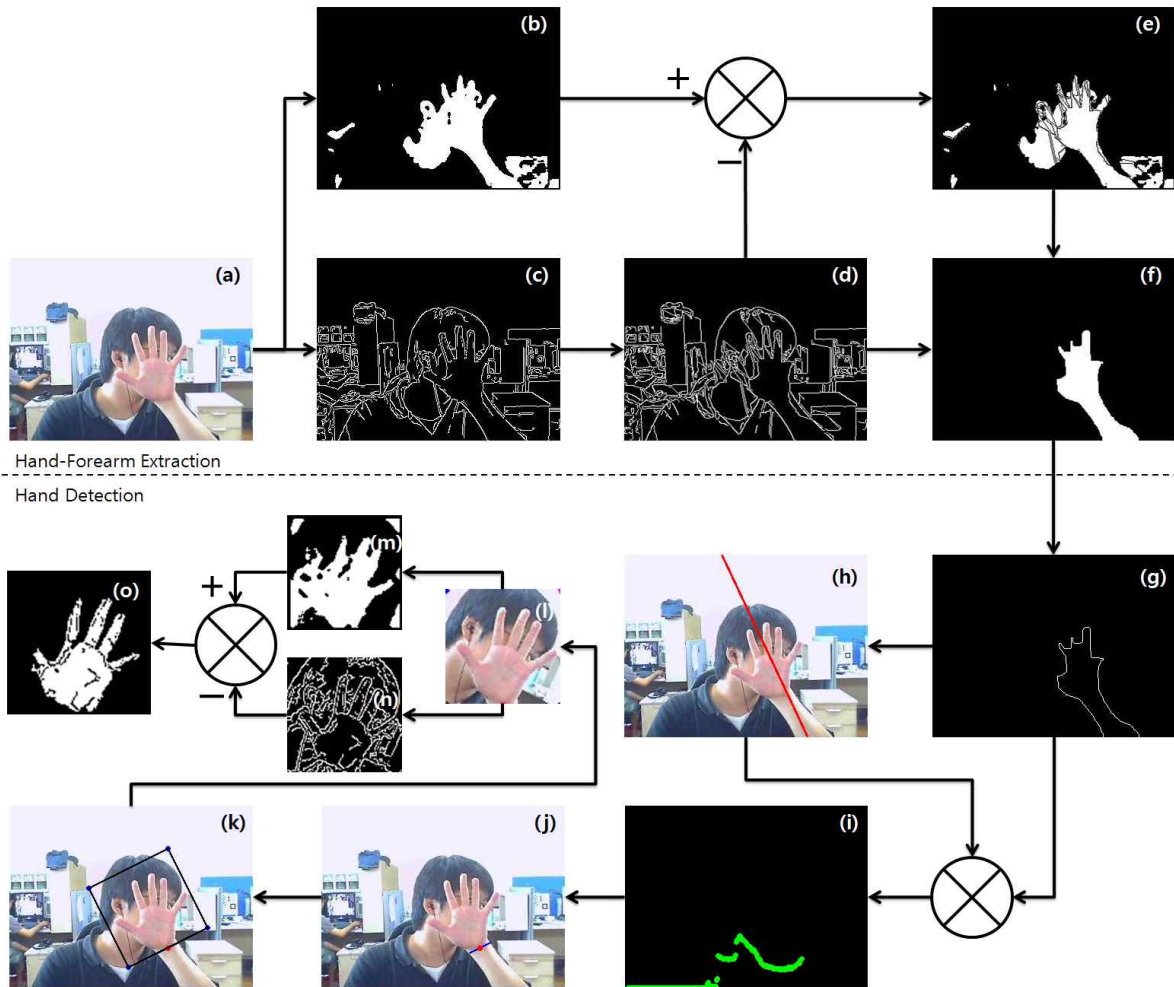 (b)
(e)
+
−
(a)
(c)
(d)
(f)
Hand-Forearm Extraction
Hand Detection
(m)
(o)
+
(l)
(h)
(g)
−
(n)
(k)
(j)
(i)